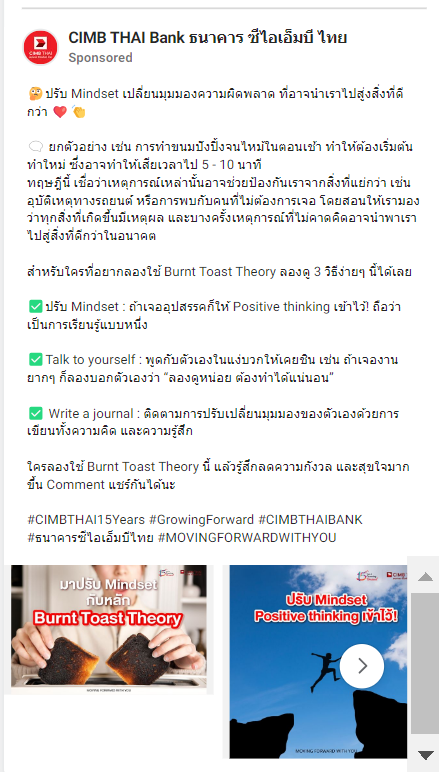 CIMB THAI Bank ธนาคาร ซีไอเอ็มบี ไทย
Sponsored
🤔ปรับ Mindset เปลี่ยนมุมมองความผิดพลาด ที่อาจนำเราไปสู่งสิ่งที่ดี
กว่า ❤️ 👏
🗨️ ยกตัวอย่าง เช่น การทำขนมปังปิ้งจนไหม้ในตอนเช้า ทำให้ต้องเริ่มต้น
ทำใหม่ ซึ่งอาจทำให้เสียเวลาไป 5 - 10 นาที
ทฤษฎีนี้ เชื่อว่าเหตุการณ์เหล่านั้นอาจช่วยป้องกันเราจากสิ่งที่แย่กว่า เช่น
อุบัติเหตุทางรถยนต์ หรือการพบกับคนที่ไม่ต้องการเจอ โดยสอนให้เรามอง
ว่าทุกสิ่งที่เกิดขึ้นมีเหตุผล และบางครั้งเหตุการณ์ที่ไม่คาดคิดอาจนำพาเรา
ไปสู่สิ่งที่ดีกว่าในอนาคต
สำหรับใครที่อยากลองใช้ Burnt Toast Theory ลองดู 3 วิธีง่ายๆ นี้ได้เลย
✅ปรับ Mindset : ถ้าเจออุปสรรคก็ให้ Positive thinking เข้าไว้! ถือว่า
เป็นการเรียนรู้แบบหนึ่ง
✅Talk to yourself : พูดกับตัวเองในแง่บวกให้เคยชิน เช่น ถ้าเจองาน
ยากๆ ก็ลองบอกตัวเองว่า “ลองดูหน่อย ต้องทำได้แน่นอน”
✅ Write a journal : ติดตามการปรับเปลี่ยนมุมมองของตัวเองด้วยการ
เขียนทั้งความคิด และความรู้สึก
ใครลองใช้ Burnt Toast Theory นี้ แล้วรู้สึกลดความกังวล และสุขใจมาก
ขึ้น Comment แชร์กันได้นะ
#CIMBTHAI15Years #GrowingForward #CIMBTHAIBANK
#ธนาคารซีไอเอ็มบีไทย #MOVINGFORWARDWITHYOU
มาปรับ Mindset
กับหลัก
Burnt Toast Theory
MOVING FORWARD WITH YOU
ปรับ Mindset
Positive thinking เข้าไว้!
MOVING FORWARD WITH YOU